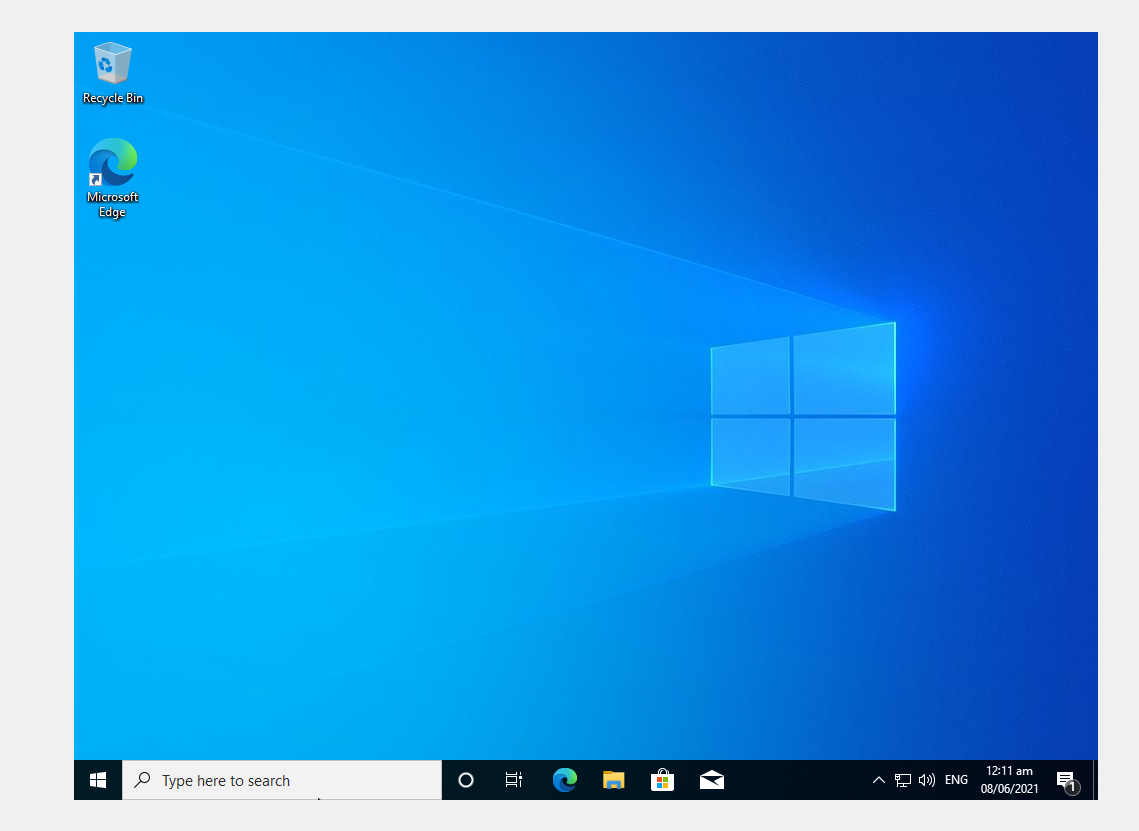 Recycle Bin
Microsoft
Edge
Type here to search
ENG
12:11 am
08/06/2021
1